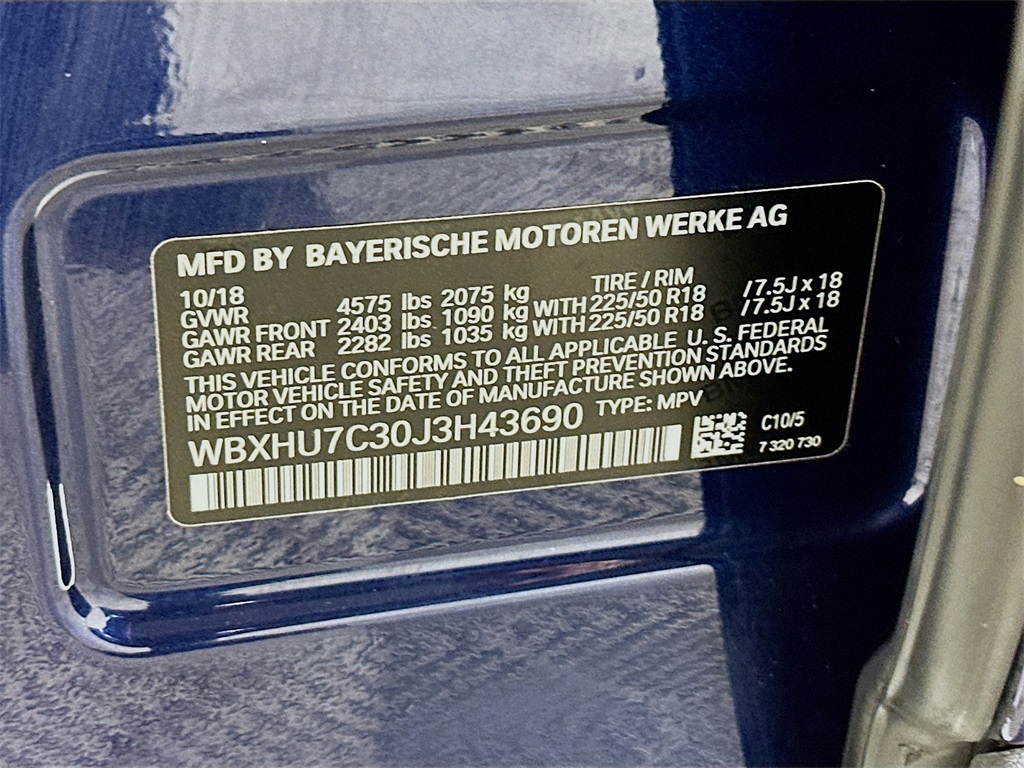 MFD BY BAYERISCHE MOTOREN WERKE AG
10/18 TIRE / RIM
GVWR 4575 lbs 2075 kg
GAWR FRONT 2403 lbs 1090 kg WITH 225/50 R18 /7.5J x 18
GAWR REAR 2282 lbs 1035 kg WITH 225/50 R18 /7.5J x 18
THIS VEHICLE CONFORMS TO ALL APPLICABLE U. S. FEDERAL
MOTOR VEHICLE SAFETY AND THEFT PREVENTION STANDARDS
IN EFFECT ON THE DATE OF MANUFACTURE SHOWN ABOVE.
WBXHU7C30J3H43690 TYPE: MPV
C10/5
7 320 730